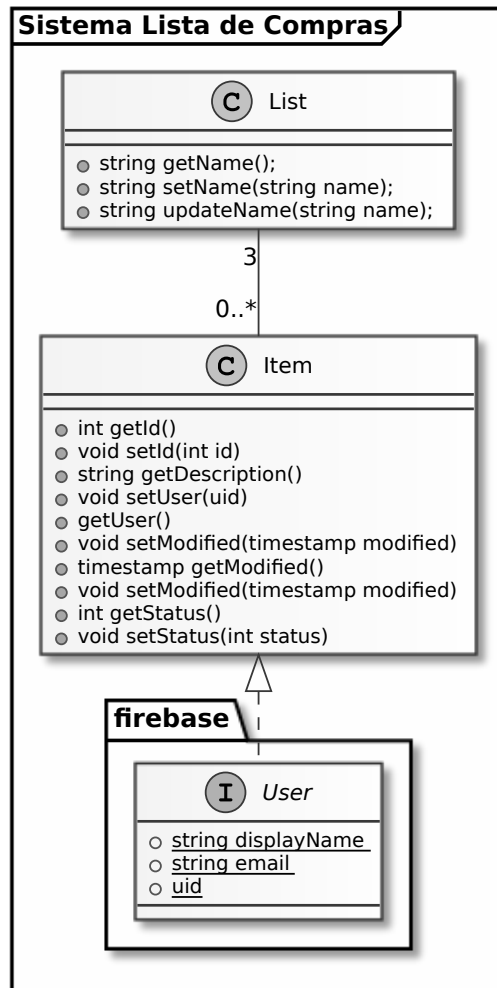 Sistema Lista de Compras
C List
string getName();
string setName(string name);
string updateName(string name);
3
0..*
C Item
int getId()
void setId(int id)
string getDescription()
void setUser(uid)
getUser()
void setModified(timestamp modified)
timestamp getModified()
void setModified(timestamp modified)
int getStatus()
void setStatus(int status)
firebase
I User
string displayName
string email
uid